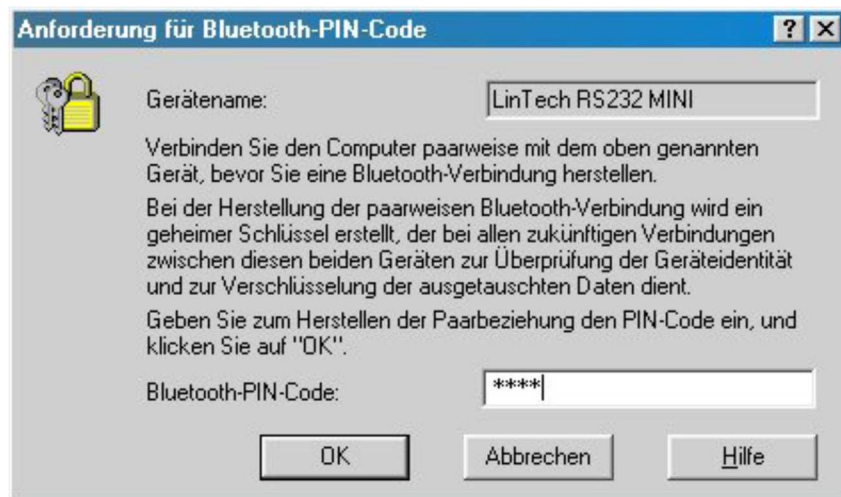 Anforderung für Bluetooth-PIN-Code
Gerätename: LinTech RS232 MINI
Verbinden Sie den Computer paarweise mit dem oben genannten
Gerät, bevor Sie eine Bluetooth-Verbindung herstellen.
Bei der Herstellung der paarweisen Bluetooth-Verbindung wird ein
geheimer Schlüssel erstellt, der bei allen zukünftigen Verbindungen
zwischen diesen beiden Geräten zur Überprüfung der Geräteidentität
und zur Verschlüsselung der ausgetauschten Daten dient.
Geben Sie zum Herstellen der Paarbeziehung den PIN-Code ein, und
klicken Sie auf "OK".
Bluetooth-PIN-Code: ****
OK Abbrechen Hilfe